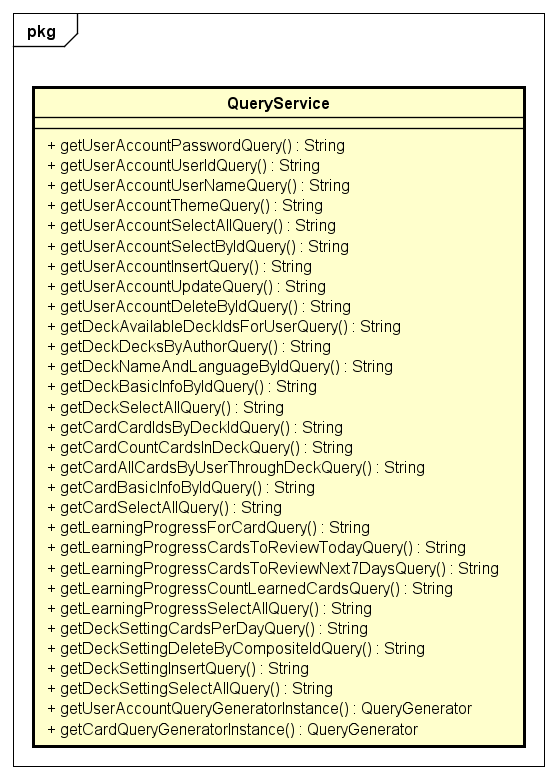 pkg
QueryService
+ getUserAccountPasswordQuery() : String
+ getUserAccountUserIdQuery() : String
+ getUserAccountUserNameQuery() : String
+ getUserAccountThemeQuery() : String
+ getUserAccountSelectAllQuery() : String
+ getUserAccountSelectByIdQuery() : String
+ getUserAccountInsertQuery() : String
+ getUserAccountUpdateQuery() : String
+ getUserAccountDeleteByIdQuery() : String
+ getDeckAvailableDeckIdsForUserQuery() : String
+ getDeckDecksByAuthorQuery() : String
+ getDeckNameAndLanguageByIdQuery() : String
+ getDeckBasicInfoByIdQuery() : String
+ getDeckSelectAllQuery() : String
+ getCardCardIdsByDeckIdQuery() : String
+ getCardCountCardsInDeckQuery() : String
+ getCardAllCardsByUserThroughDeckQuery() : String
+ getCardBasicInfoByIdQuery() : String
+ getCardSelectAllQuery() : String
+ getLearningProgressForCardQuery() : String
+ getLearningProgressCardsToReviewTodayQuery() : String
+ getLearningProgressCardsToReviewNext7DaysQuery() : String
+ getLearningProgressCountLearnedCardsQuery() : String
+ getLearningProgressSelectAllQuery() : String
+ getDeckSettingCardsPerDayQuery() : String
+ getDeckSettingDeleteByCompositeIdQuery() : String
+ getDeckSettingInsertQuery() : String
+ getDeckSettingSelectAllQuery() : String
+ getUserAccountQueryGeneratorInstance() : QueryGenerator
+ getCardQueryGeneratorInstance() : QueryGenerator